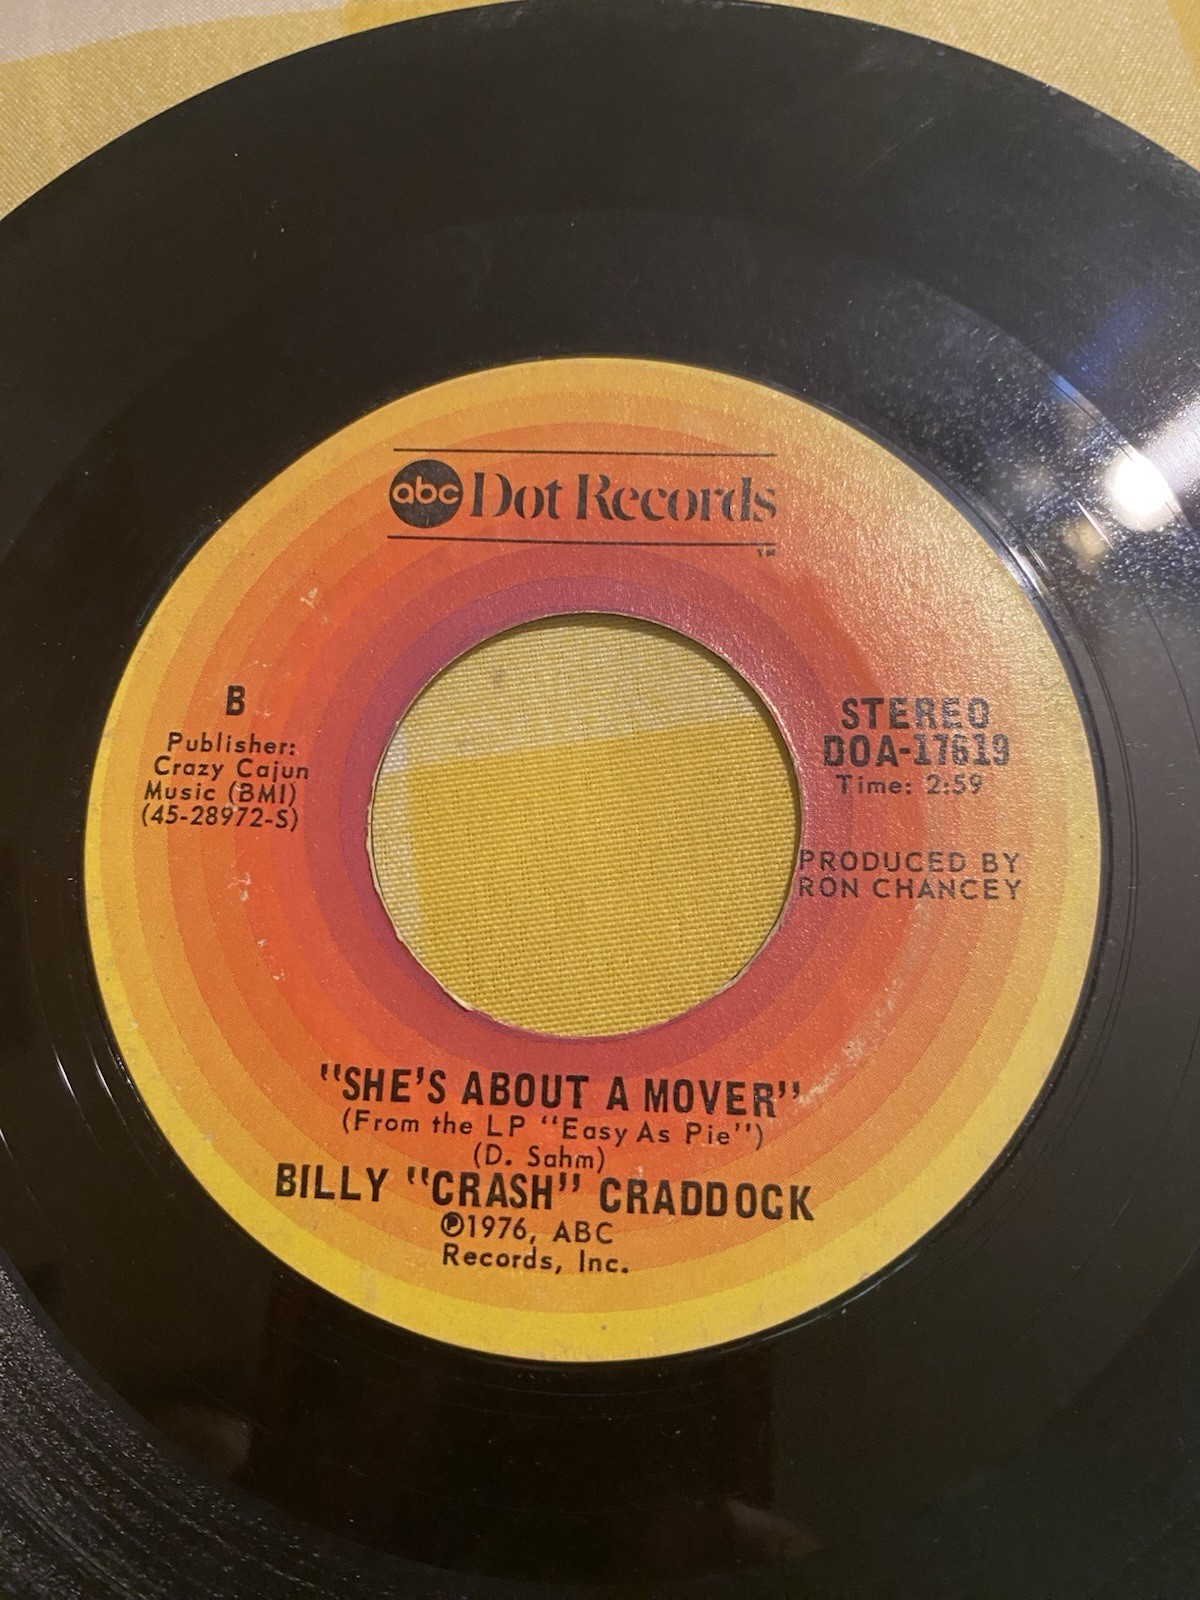 abc Dot Records
TM
B
Publisher:
Crazy Cajun
Music (BMI)
(45-28972-S)
STEREO
DOA-17619
Time: 2:59
PRODUCED BY
RON CHANCEY
"SHE'S ABOUT A MOVER"
(From the LP "Easy As Pie")
(D. Sahm)
BILLY "CRASH" CRADDOCK
℗1976, ABC
Records, Inc.